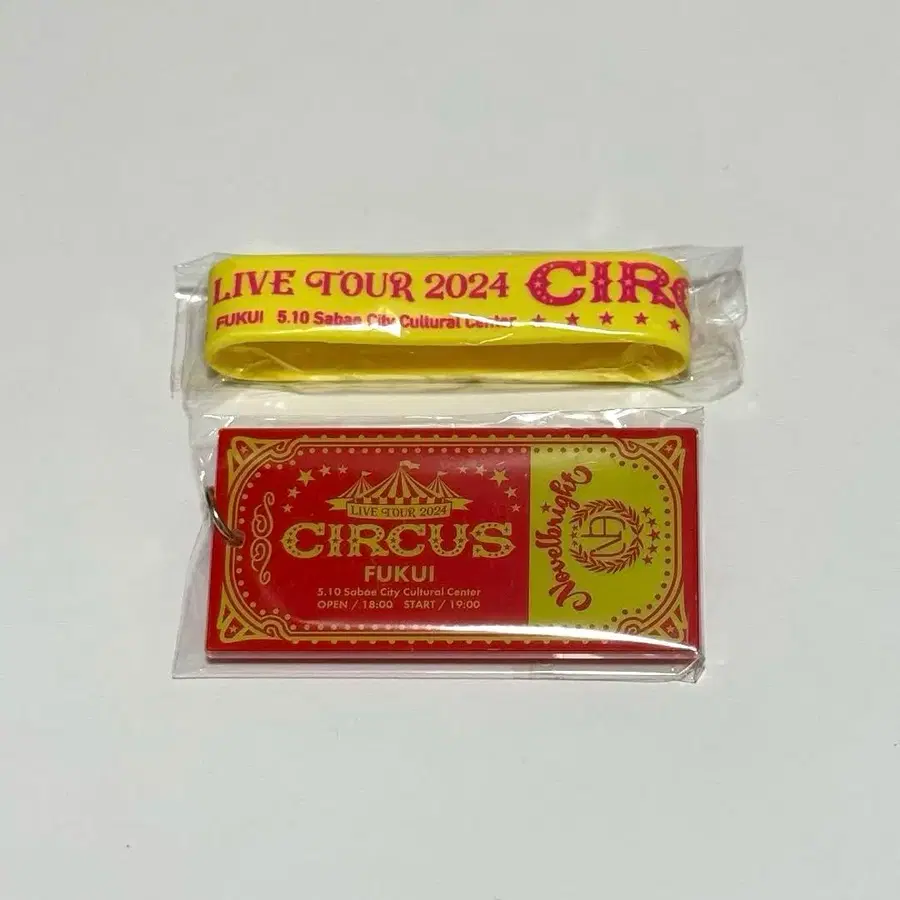 LIVE TOUR 2024 CIRC
FUKUI 5.10 Sabae City Cultural Center
LIVE TOUR 2024
CIRCUS
FUKUI
5.10 Sabae City Cultural Center
OPEN / 18:00 START / 19:00
Novelbright